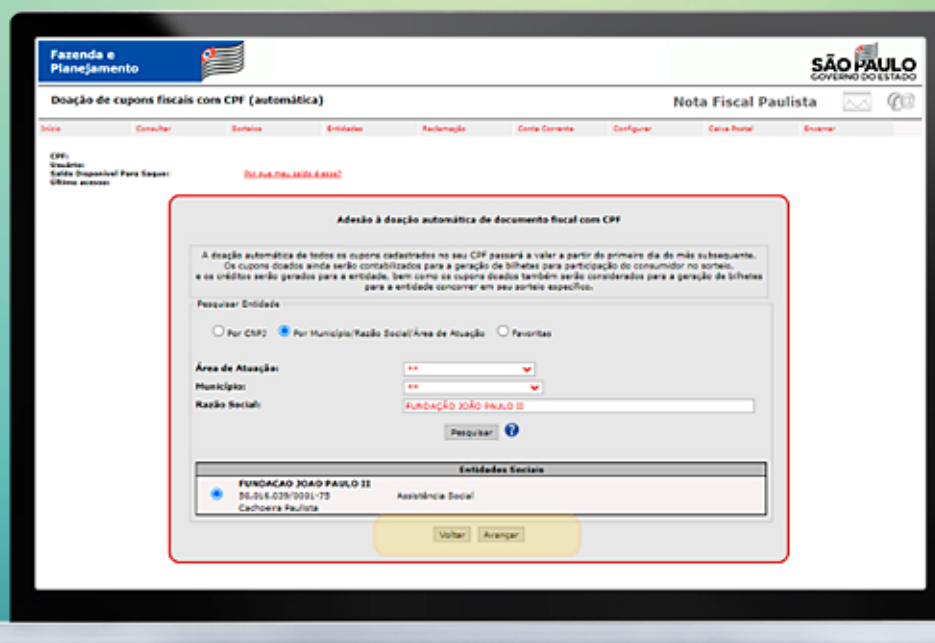 Fazenda e
Planejamento
SÃO PAULO
GOVERNO DO ESTADO
Doação de cupons fiscais com CPF (automática)
Nota Fiscal Paulista
Início Consultar Sorteios Entidades Reclamação Conta Corrente Configurar Caixa Postal Encerrar
CPF:
Usuário:
Saldo Disponível Para Saque: Por que meu saldo é esse?
Último acesso:
Adesão à doação automática de documento fiscal com CPF
A doação automática de todos os cupons cadastrados no seu CPF passará a valer a partir do primeiro dia do mês subsequente.
Os cupons doados ainda serão contabilizados para a geração de bilhetes para participação do consumidor no sorteio.
e os créditos serão gerados para a entidade, bem como os cupons doados também serão considerados para a geração de bilhetes
para a entidade concorrer em seu sorteio específico.
Pesquisar Entidade
Por CNPJ Por Município/Razão Social/Área de Atuação Favoritas
Área de Atuação: **
Município: **
Razão Social: FUNDAÇÃO JOÃO PAULO II
Pesquisar ?
Entidades Sociais
FUNDACAO JOAO PAULO II
50.016.039/0001-75 Assistência Social
Cachoeira Paulista
Voltar Avançar